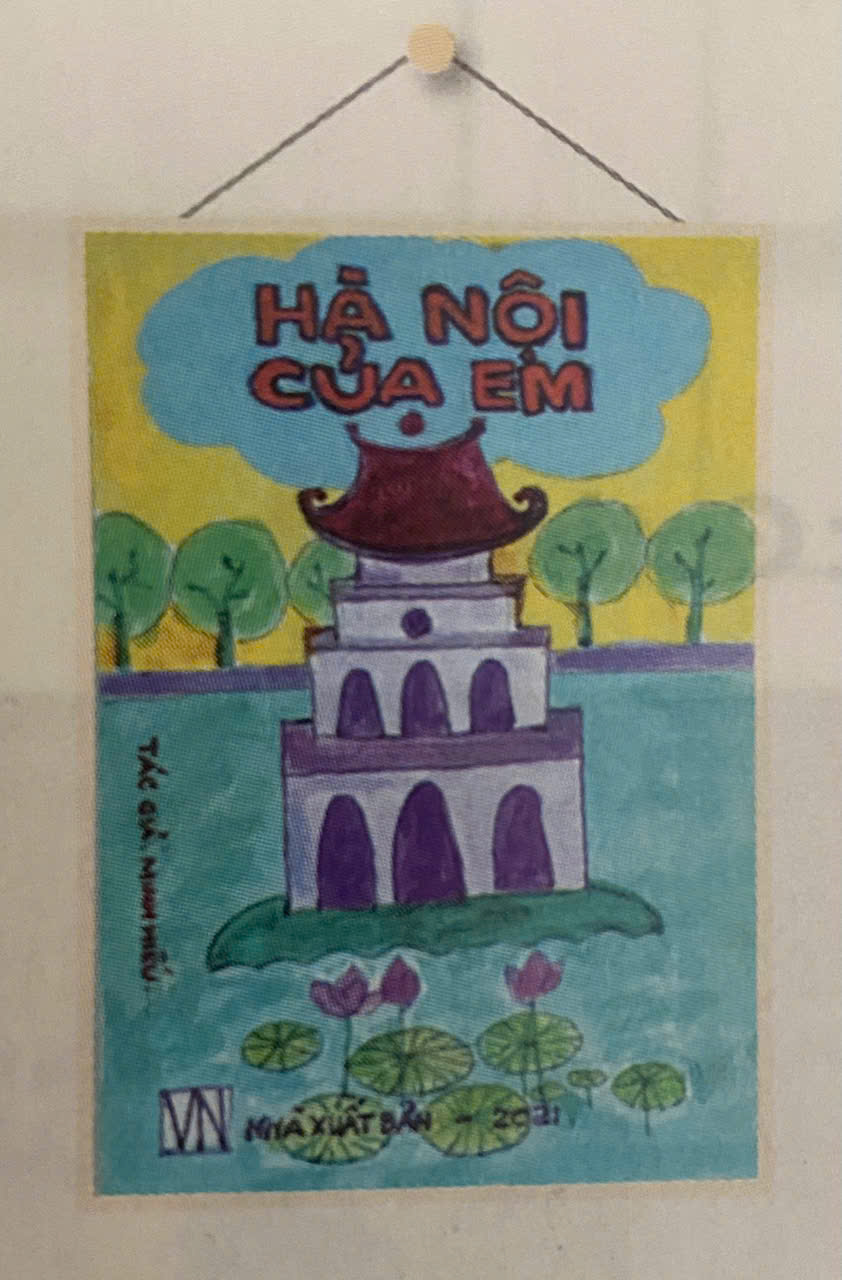 HÀ NỘI
CỦA EM
TÁC GIẢ: MINH HIẾU
VN NHÀ XUẤT BẢN - 2021